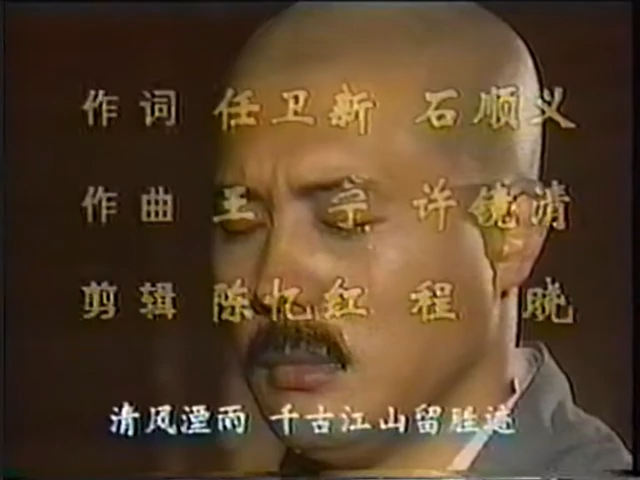 作词 任卫新 石顺义
作曲 王宁 许镜清
剪辑 陈忆红 程晓
清风湮雨 千古江山留胜迹